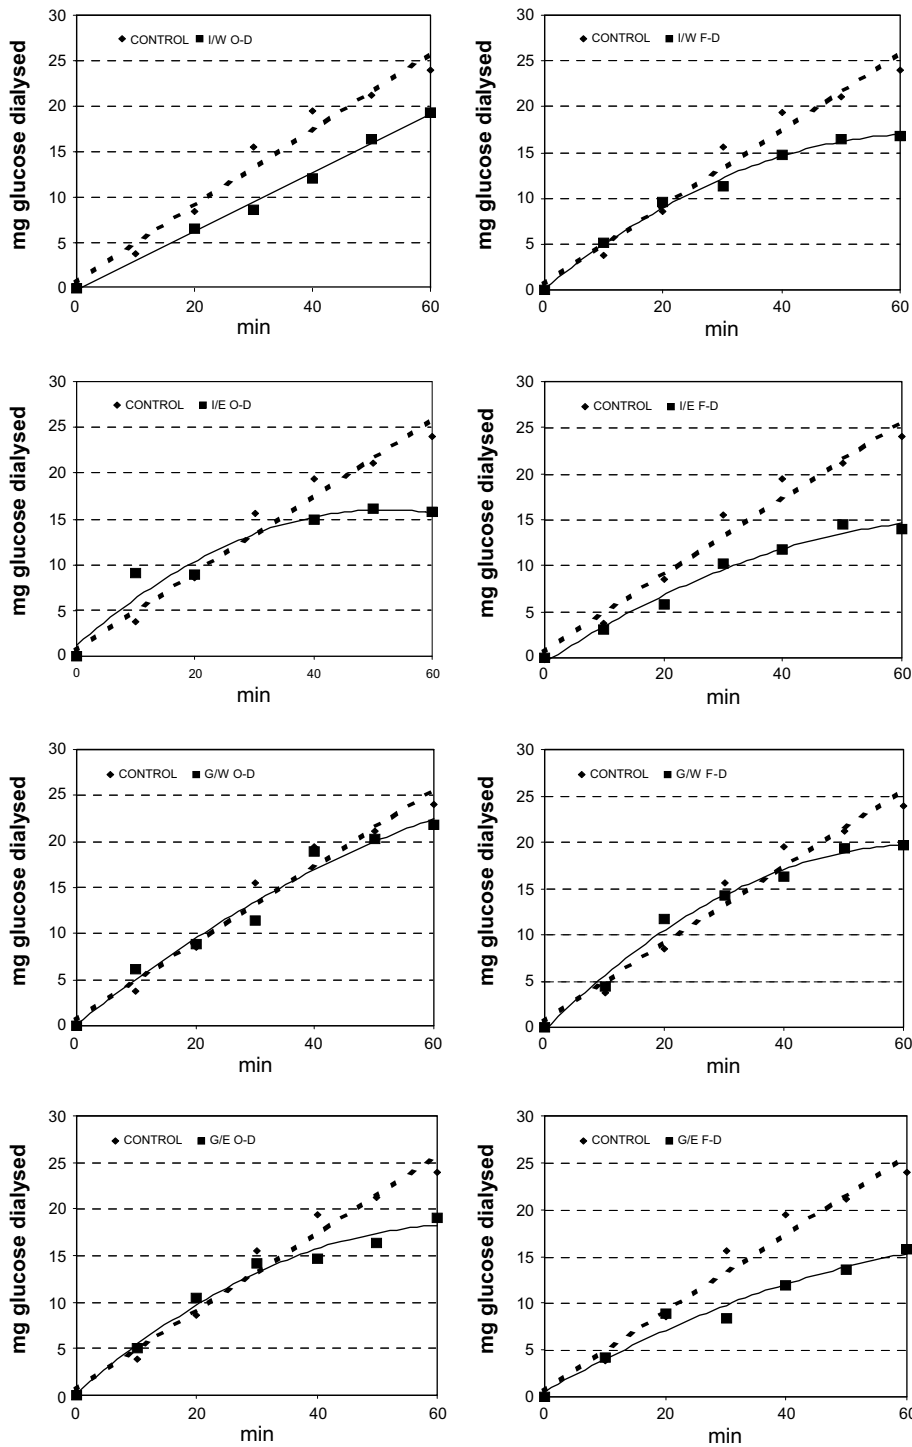 mg glucose dialysed
30
25
20
15
10
5
0
◆ CONTROL ■ I/W O-D
0 20 40 60
min
mg glucose dialysed
30
25
20
15
10
5
0
◆ CONTROL ■ I/W F-D
0 20 40 60
min
mg glucose dialysed
30
25
20
15
10
5
0
◆ CONTROL ■ I/E O-D
0 20 40 60
min
mg glucose dialysed
30
25
20
15
10
5
0
◆ CONTROL ■ I/E F-D
0 20 40 60
min
mg glucose dialysed
30
25
20
15
10
5
0
◆ CONTROL ■ G/W O-D
0 20 40 60
min
mg glucose dialysed
30
25
20
15
10
5
0
◆ CONTROL ■ G/W F-D
0 20 40 60
min
mg glucose dialysed
30
25
20
15
10
5
0
◆ CONTROL ■ G/E O-D
0 20 40 60
min
mg glucose dialysed
30
25
20
15
10
5
0
◆ CONTROL ■ G/E F-D
0 20 40 60
min